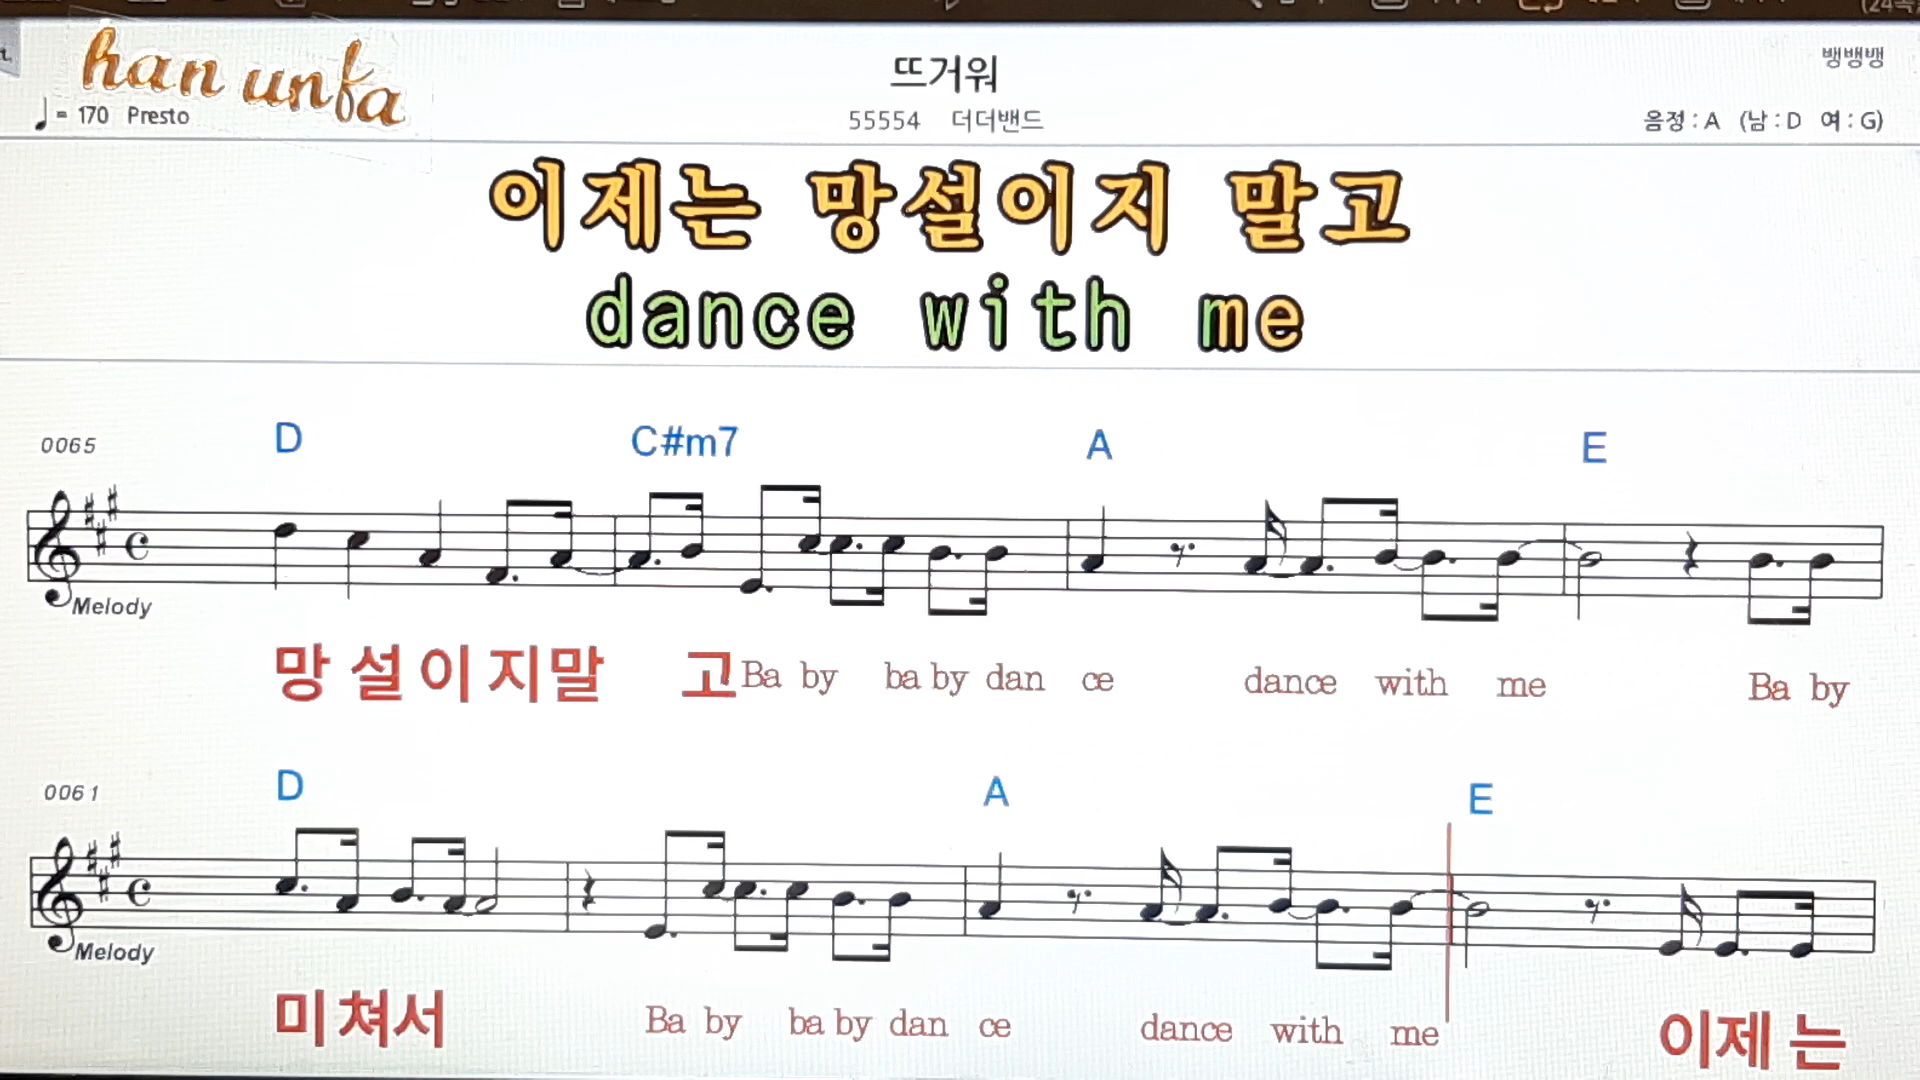 han unfa
뜨거워
뱅뱅뱅
♩= 170 Presto
55554 더더밴드
음정 : A (남 : D 여 : G)
이제는 망설이지 말고
dance with me
0065
D C#m7 A E
Melody
망 설 이 지 말 고 Ba by ba by dan ce dance with me Ba by
0061
D A E
Melody
미 쳐 서 Ba by ba by dan ce dance with me 이 제 는